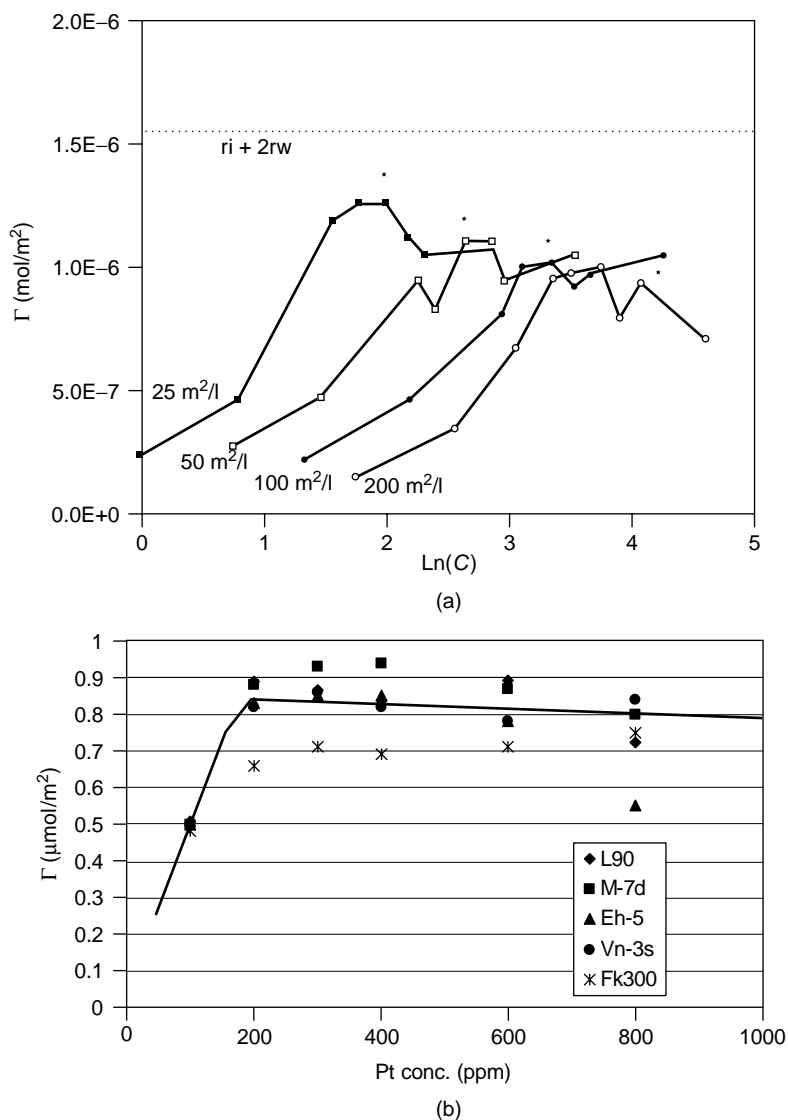 2.0E−6
1.5E−6
1.0E−6
5.0E−7
0.0E+0
Γ (mol/m²)
ri + 2rw
*
*
*
*
25 m²/l
50 m²/l
100 m²/l
200 m²/l
0 1 2 3 4 5
Ln(C)
(a)
1
0.9
0.8
0.7
0.6
0.5
0.4
0.3
0.2
0.1
0
Γ (μmol/m²)
L90
M-7d
Eh-5
Vn-3s
Fk300
0 200 400 600 800 1000
Pt conc. (ppm)
(b)